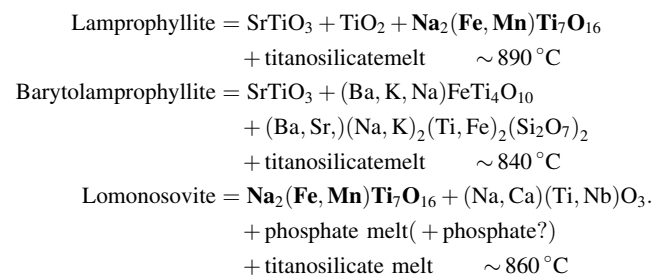 Lamprophyllite = SrTiO₃ + TiO₂ + Na₂(Fe, Mn)Ti₇O₁₆
+ titanosilicatemelt ∼ 890 °C
Barytolamprophyllite = SrTiO₃ + (Ba, K, Na)FeTi₄O₁₀
+ (Ba, Sr,)(Na, K)₂(Ti, Fe)₂(Si₂O₇)₂
+ titanosilicatemelt ∼ 840 °C
Lomonosovite = Na₂(Fe, Mn)Ti₇O₁₆ + (Na, Ca)(Ti, Nb)O₃.
+ phosphate melt( + phosphate?)
+ titanosilicate melt ∼ 860 °C